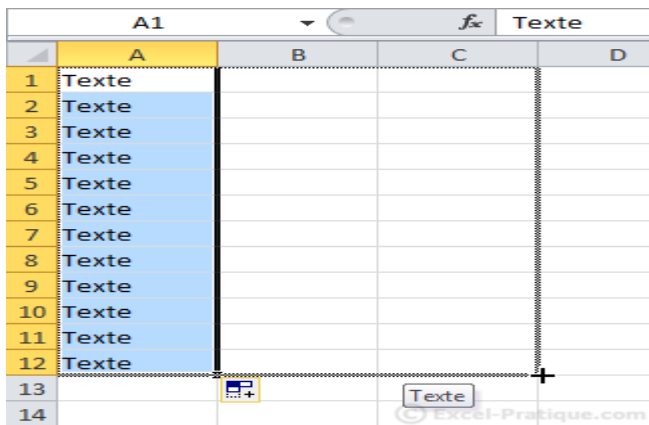 A1 fx Texte
A B C D
1 Texte
2 Texte
3 Texte
4 Texte
5 Texte
6 Texte
7 Texte
8 Texte
9 Texte
10 Texte
11 Texte
12 Texte
13 Texte
14 © Excel-Pratique.com